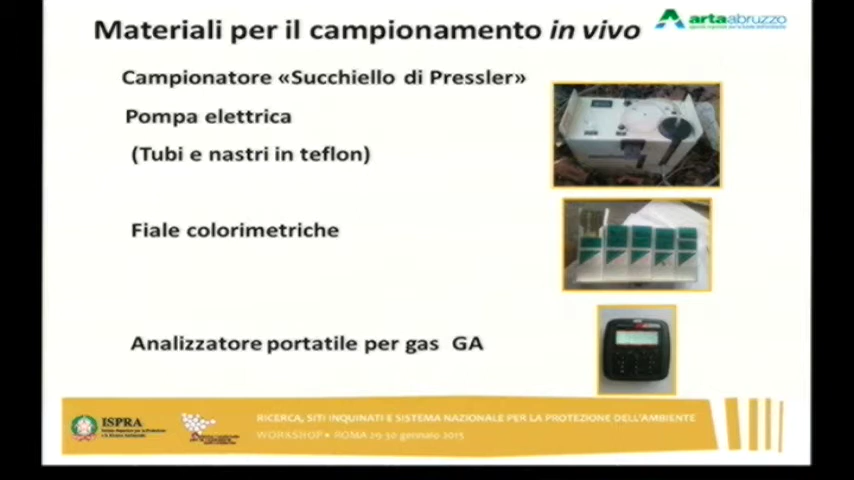 Materiali per il campionamento in vivo
artaabruzzo
Campionatore «Succhiello di Pressler»
Pompa elettrica
(Tubi e nastri in teflon)
Fiale colorimetriche
Analizzatore portatile per gas GA
ISPRA
RICERCA, SITI INQUINATI E SISTEMA NAZIONALE PER LA PROTEZIONE DELL'AMBIENTE
WORKSHOP • ROMA 29-30 gennaio 2015